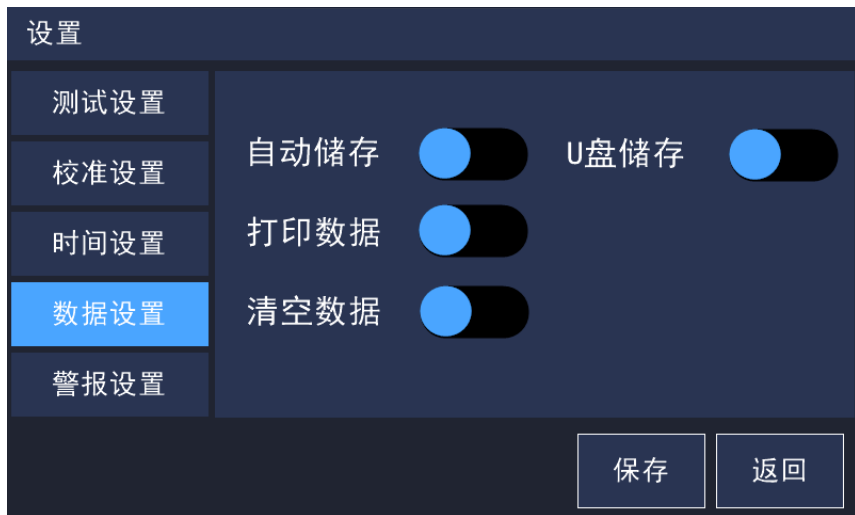 设置
测试设置
校准设置
时间设置
数据设置
警报设置
自动储存 U盘储存
打印数据
清空数据
保存 返回